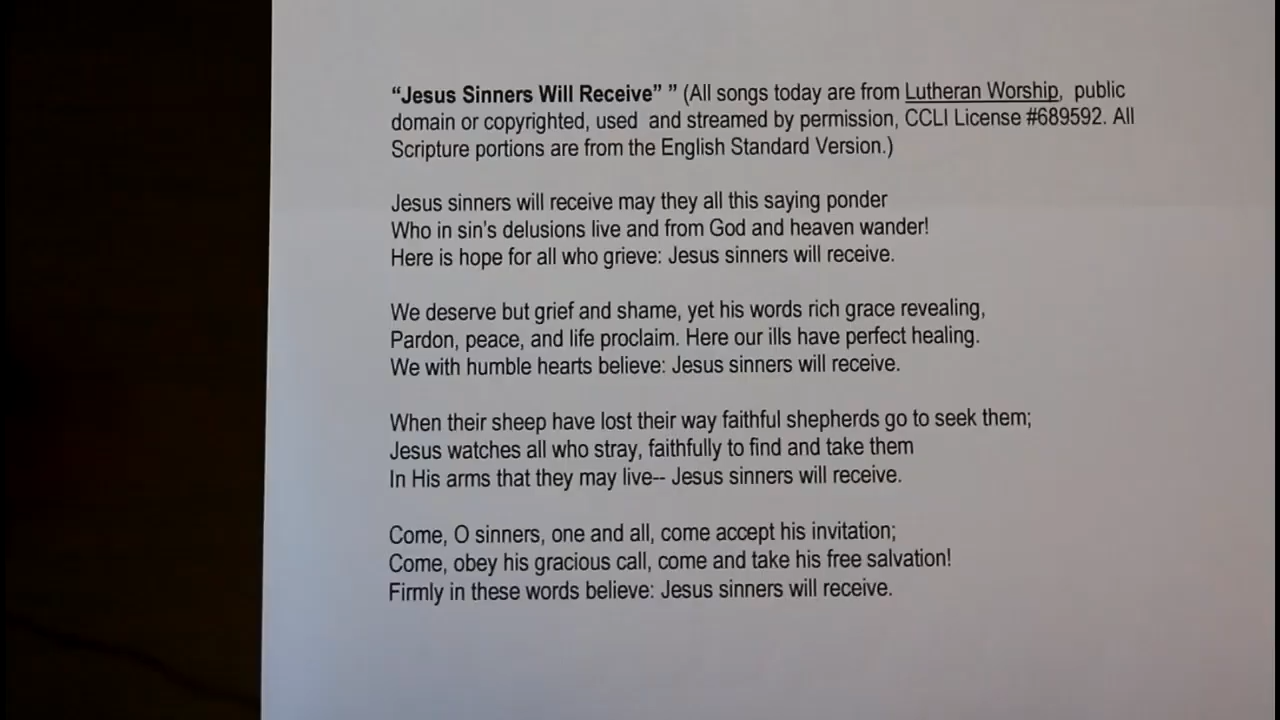 “Jesus Sinners Will Receive” ” (All songs today are from Lutheran Worship,  public
domain or copyrighted, used  and streamed by permission, CCLI License #689592. All
Scripture portions are from the English Standard Version.)
Jesus sinners will receive may they all this saying ponder
Who in sin's delusions live and from God and heaven wander!
Here is hope for all who grieve: Jesus sinners will receive.
We deserve but grief and shame, yet his words rich grace revealing,
Pardon, peace, and life proclaim. Here our ills have perfect healing.
We with humble hearts believe: Jesus sinners will receive.
When their sheep have lost their way faithful shepherds go to seek them;
Jesus watches all who stray, faithfully to find and take them
In His arms that they may live-- Jesus sinners will receive.
Come, O sinners, one and all, come accept his invitation;
Come, obey his gracious call, come and take his free salvation!
Firmly in these words believe: Jesus sinners will receive.